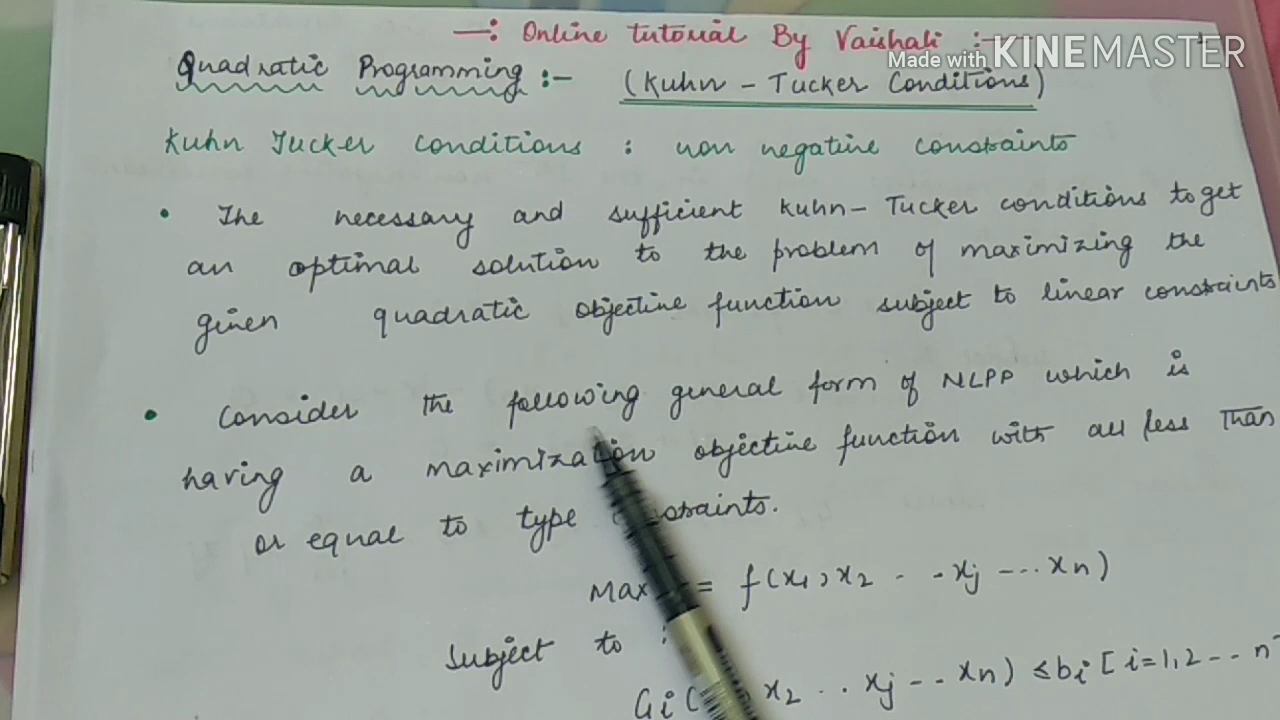 —: Online tutorial By Vaishali :—
Made with KINEMASTER
Quadratic Programming :- (Kuhn - Tucker Conditions)
Kuhn Tucker conditions : non negative constraints
• The necessary and sufficient Kuhn-Tucker conditions to get
an optimal solution to the problem of maximizing the
given quadratic objective function subject to linear constraints
• Consider the following general form of NLPP which is
having a maximization objective function with all less than
or equal to type
Max = f(x1, x2 - - xj --- xn)
Subject to :
Gi( x2 .. xj -- xn) ≤ bi [ i=1,2 -- n